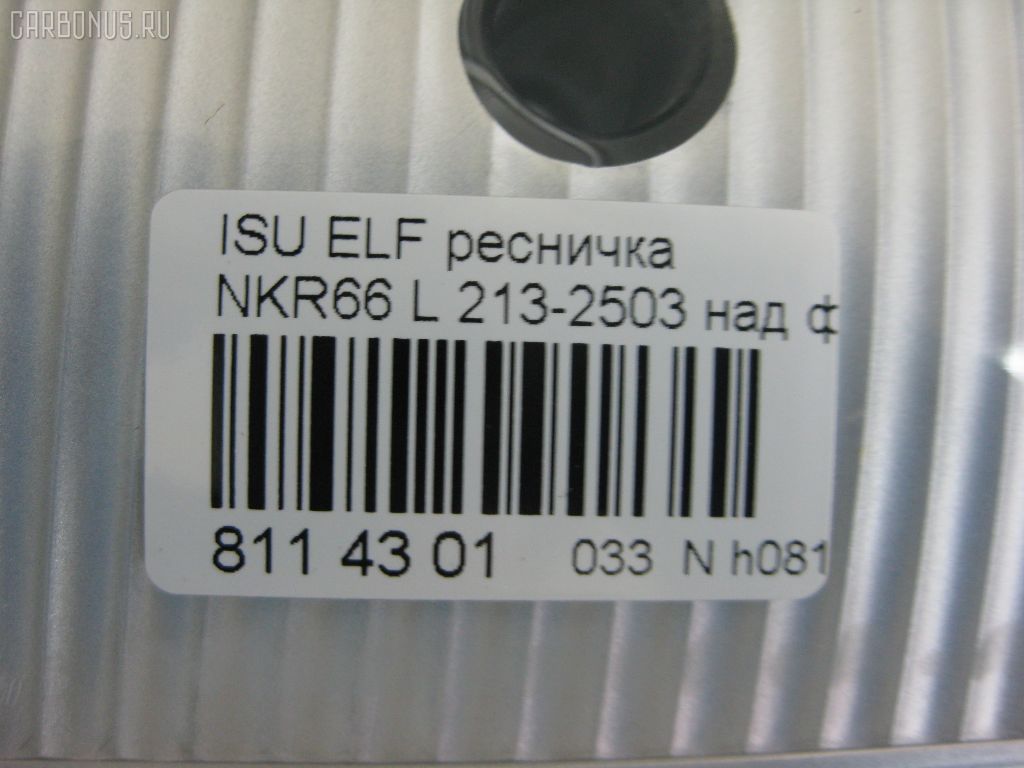 CARBONUS.RU
ISU ELF ресничка
NKR66 L 213-2503 над ф
811 43 01 033 N h081